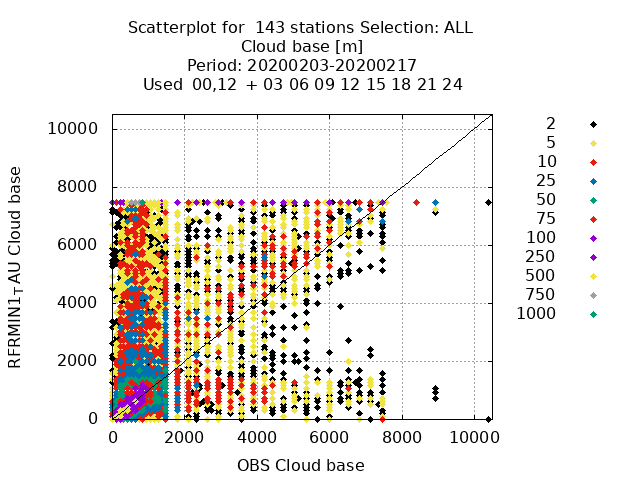 Scatterplot for  143 stations Selection: ALL
Cloud base [m]
Period: 20200203-20200217
Used  00,12  + 03 06 09 12 15 18 21 24
RFRMIN1T AU Cloud base
10000
8000
6000
4000
2000
0
0 2000 4000 6000 8000 10000
OBS Cloud base
2
5
10
25
50
75
100
250
500
750
1000